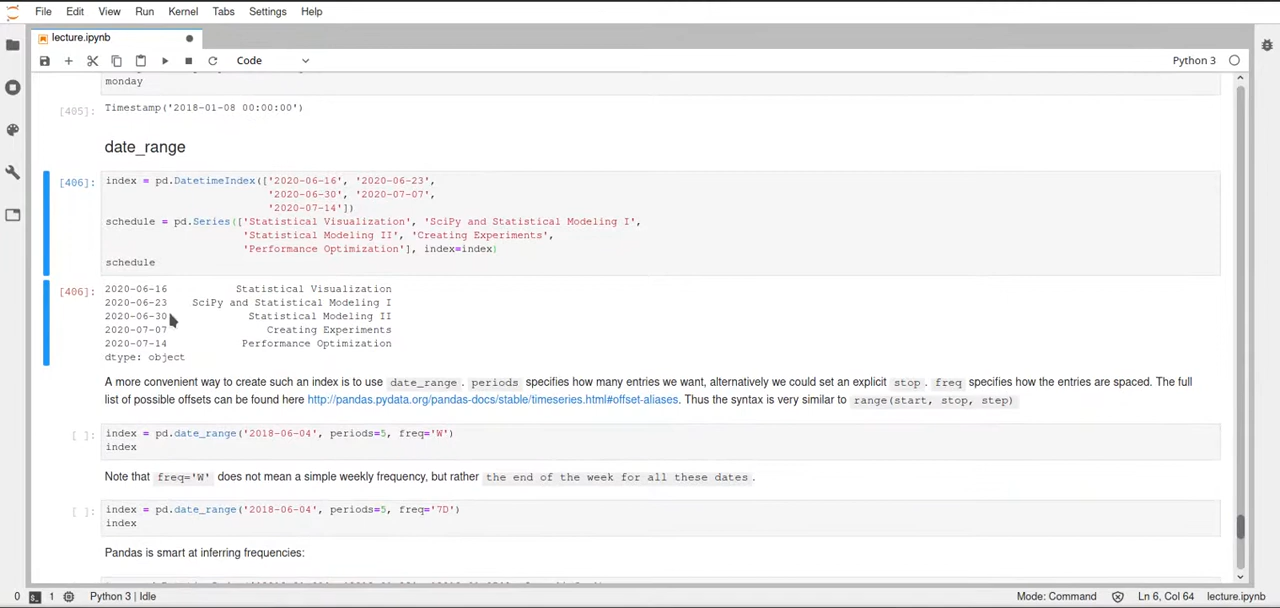 File Edit View Run Kernel Tabs Settings Help
lecture.ipynb
Code
Python 3
monday
[405]: Timestamp('2018-01-08 00:00:00')
date_range
[406]: index = pd.DatetimeIndex(['2020-06-16', '2020-06-23',
'2020-06-30', '2020-07-07',
'2020-07-14'])
schedule = pd.Series(['Statistical Visualization', 'SciPy and Statistical Modeling I',
'Statistical Modeling II', 'Creating Experiments',
'Performance Optimization'], index=index)
schedule
[406]: 2020-06-16 Statistical Visualization
2020-06-23 SciPy and Statistical Modeling I
2020-06-30 Statistical Modeling II
2020-07-07 Creating Experiments
2020-07-14 Performance Optimization
dtype: object
A more convenient way to create such an index is to use date_range. periods specifies how many entries we want, alternatively we could set an explicit stop. freq specifies how the entries are spaced. The full
list of possible offsets can be found here http://pandas.pydata.org/pandas-docs/stable/timeseries.html#offset-aliases. Thus the syntax is very similar to range(start, stop, step)
[ ]: index = pd.date_range('2018-06-04', periods=5, freq='W')
index
Note that freq='W' does not mean a simple weekly frequency, but rather the end of the week for all these dates.
[ ]: index = pd.date_range('2018-06-04', periods=5, freq='7D')
index
Pandas is smart at inferring frequencies:
0 1 Python 3 | Idle Mode: Command Ln 6, Col 64 lecture.ipynb